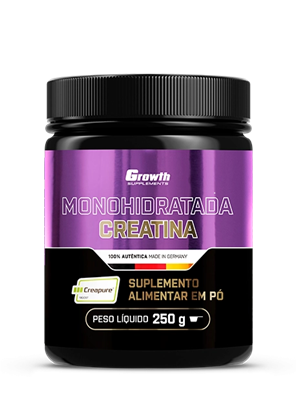 Growth
SUPPLEMENTS
MONOHIDRATADA
CREATINA
100% AUTÊNTICA MADE IN GERMANY
Creapure®
SUPLEMENTO
ALIMENTAR EM PÓ
PESO LÍQUIDO 250 g